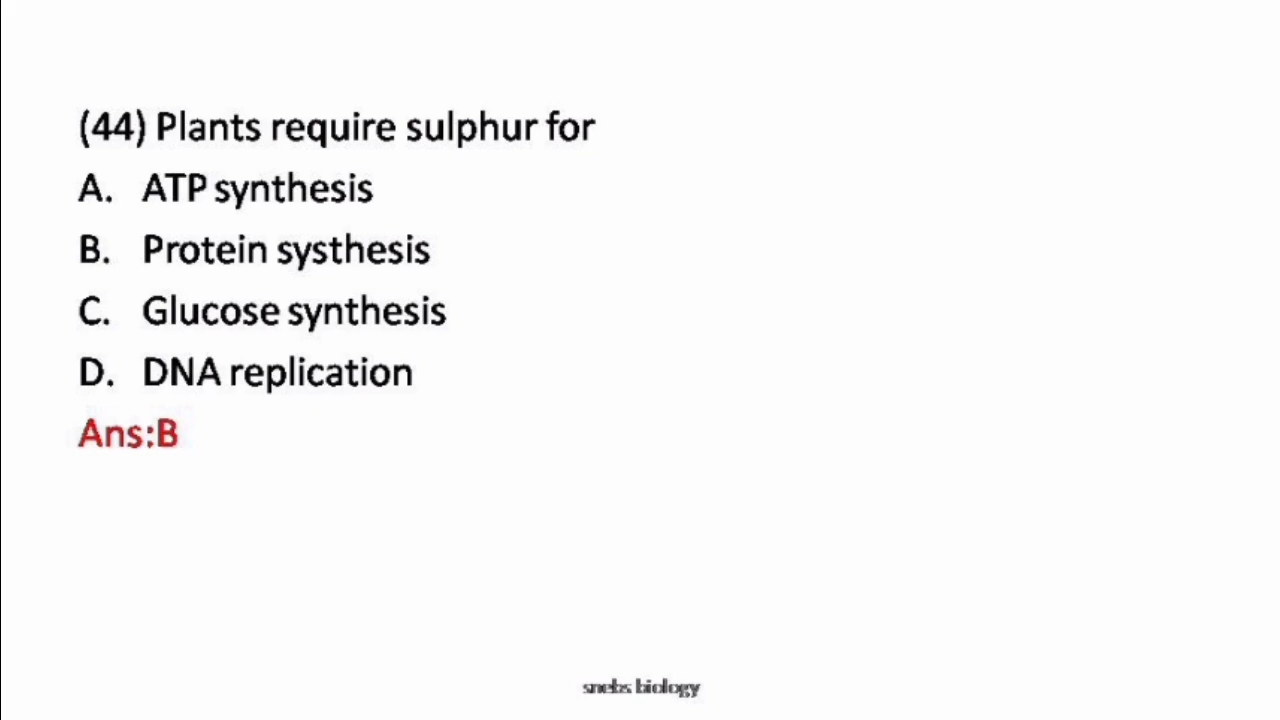 (44) Plants require sulphur for
A. ATP synthesis
B. Protein systhesis
C. Glucose synthesis
D. DNA replication
Ans:B
snebs biology